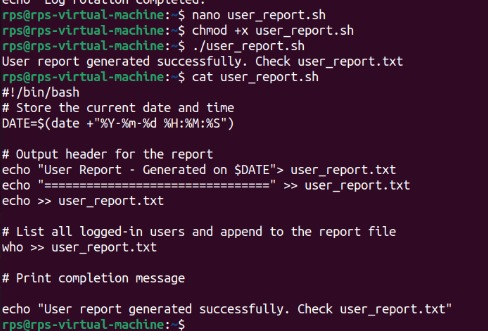 echo "Log rotation completed."
rps@rps-virtual-machine:~$ nano user_report.sh
rps@rps-virtual-machine:~$ chmod +x user_report.sh
rps@rps-virtual-machine:~$ ./user_report.sh
User report generated successfully. Check user_report.txt
rps@rps-virtual-machine:~$ cat user_report.sh
#!/bin/bash
# Store the current date and time
DATE=$(date +"%Y-%m-%d %H:%M:%S")
# Output header for the report
echo "User Report - Generated on $DATE"> user_report.txt
echo "==============================" >> user_report.txt
echo >> user_report.txt
# List all logged-in users and append to the report file
who >> user_report.txt
# Print completion message
echo "User report generated successfully. Check user_report.txt"
rps@rps-virtual-machine:~$